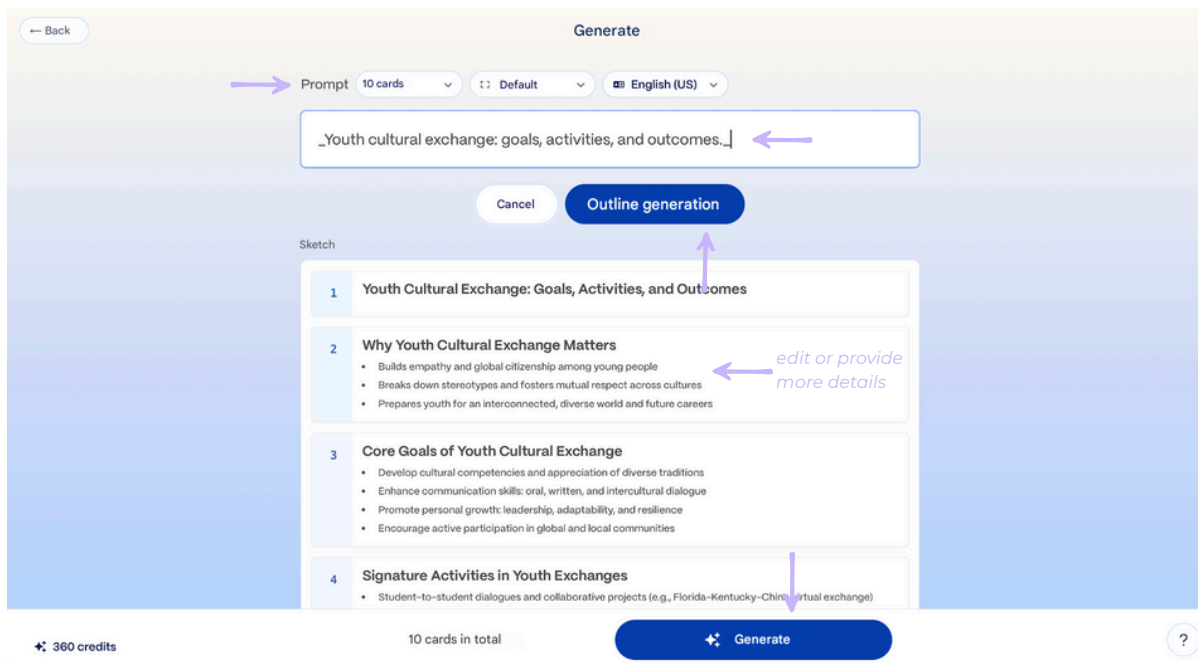 ← Back
Generate
Prompt 10 cards Default English (US)
_Youth cultural exchange: goals, activities, and outcomes._
Cancel Outline generation
Sketch
1 Youth Cultural Exchange: Goals, Activities, and Outcomes
2 Why Youth Cultural Exchange Matters
• Builds empathy and global citizenship among young people
• Breaks down stereotypes and fosters mutual respect across cultures
• Prepares youth for an interconnected, diverse world and future careers
edit or provide
more details
3 Core Goals of Youth Cultural Exchange
• Develop cultural competencies and appreciation of diverse traditions
• Enhance communication skills: oral, written, and intercultural dialogue
• Promote personal growth: leadership, adaptability, and resilience
• Encourage active participation in global and local communities
4 Signature Activities in Youth Exchanges
• Student-to-student dialogues and collaborative projects (e.g., Florida-Kentucky-China virtual exchange)
360 credits
10 cards in total
Generate
?